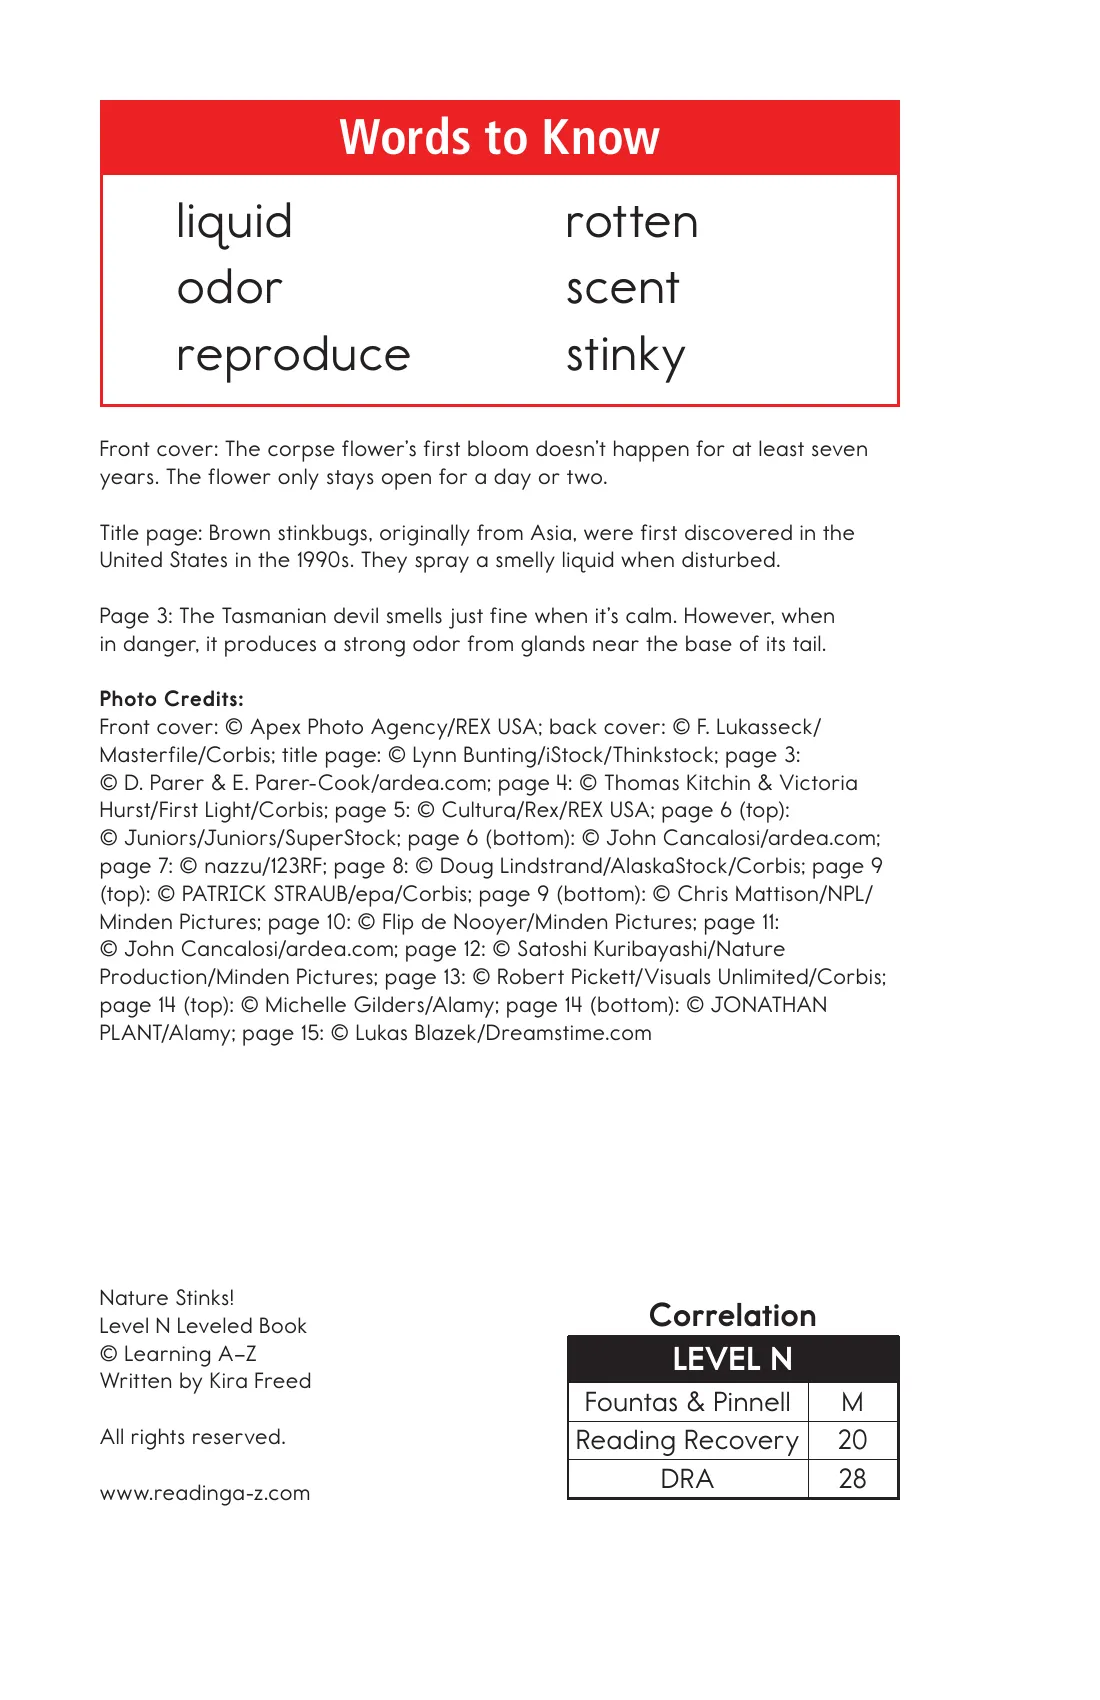 Words to Know
liquid
odor
reproduce
rotten
scent
stinky
Front cover: The corpse flower’s first bloom doesn’t happen for at least seven
years. The flower only stays open for a day or two.
Title page: Brown stinkbugs, originally from Asia, were first discovered in the
United States in the 1990s. They spray a smelly liquid when disturbed.
Page 3: The Tasmanian devil smells just fine when it’s calm. However, when
in danger, it produces a strong odor from glands near the base of its tail.
Photo Credits:
Front cover: © Apex Photo Agency/REX USA; back cover: © F. Lukasseck/
Masterfile/Corbis; title page: © Lynn Bunting/iStock/Thinkstock; page 3:
© D. Parer & E. Parer-Cook/ardea.com; page 4: © Thomas Kitchin & Victoria
Hurst/First Light/Corbis; page 5: © Cultura/Rex/REX USA; page 6 (top):
© Juniors/Juniors/SuperStock; page 6 (bottom): © John Cancalosi/ardea.com;
page 7: © nazzu/123RF; page 8: © Doug Lindstrand/AlaskaStock/Corbis; page 9
(top): © PATRICK STRAUB/epa/Corbis; page 9 (bottom): © Chris Mattison/NPL/
Minden Pictures; page 10: © Flip de Nooyer/Minden Pictures; page 11:
© John Cancalosi/ardea.com; page 12: © Satoshi Kuribayashi/Nature
Production/Minden Pictures; page 13: © Robert Pickett/Visuals Unlimited/Corbis;
page 14 (top): © Michelle Gilders/Alamy; page 14 (bottom): © JONATHAN
PLANT/Alamy; page 15: © Lukas Blazek/Dreamstime.com
Nature Stinks!
Level N Leveled Book
© Learning A–Z
Written by Kira Freed
All rights reserved.
www.readinga-z.com
Correlation
LEVEL N
Fountas & Pinnell M
Reading Recovery 20
DRA 28